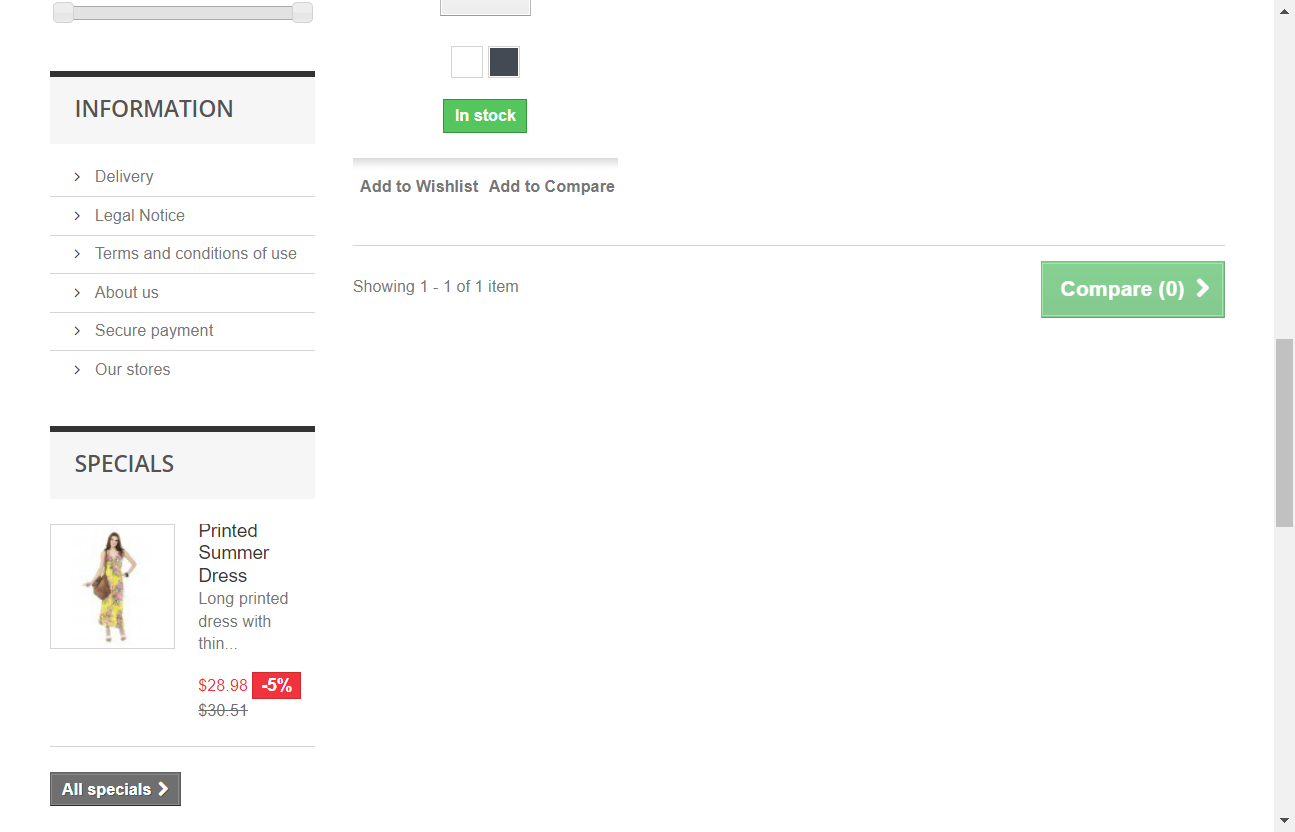 INFORMATION
Delivery
Legal Notice
Terms and conditions of use
About us
Secure payment
Our stores
SPECIALS
Printed
Summer
Dress
Long printed
dress with
thin...
$28.98 -5%
$30.51
All specials
In stock
Add to Wishlist Add to Compare
Showing 1 - 1 of 1 item
Compare (0)